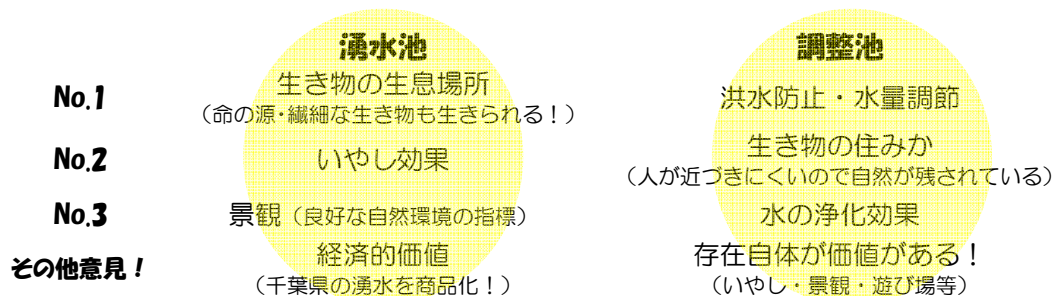 湧水池 調整池
No.1 生き物の生息場所 洪水防止・水量調節
（命の源・繊細な生き物も生きられる！）
No.2 いやし効果 生き物の住みか
（人が近づきにくいので自然が残されている）
No.3 景観（良好な自然環境の指標） 水の浄化効果
その他意見！ 経済的価値 存在自体が価値がある！
（千葉県の湧水を商品化！） （いやし・景観・遊び場等）